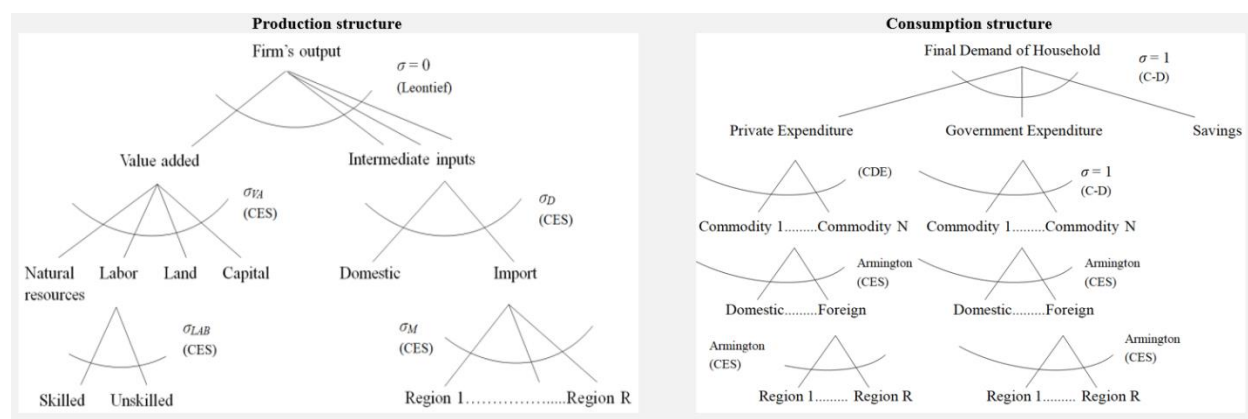 Production structure
Firm's output
σ = 0
(Leontief)
Value added
Intermediate inputs
σVA
(CES)
σD
(CES)
Natural
resources
Labor
Land
Capital
Domestic
Import
σLAB
(CES)
σM
(CES)
Skilled
Unskilled
Region 1……………......Region R
Consumption structure
Final Demand of Household
σ = 1
(C-D)
Private Expenditure
Government Expenditure
Savings
(CDE)
σ = 1
(C-D)
Commodity 1........Commodity N
Commodity 1........Commodity N
Armington
(CES)
Armington
(CES)
Domestic.........Foreign
Domestic.........Foreign
Armington
(CES)
Armington
(CES)
Region 1......... Region R
Region 1......... Region R